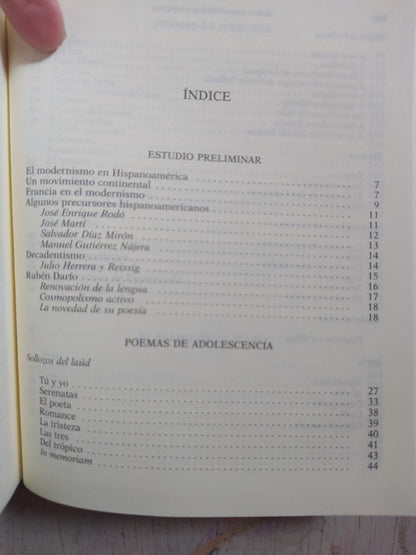 ÍNDICE
ESTUDIO PRELIMINAR
El modernismo en Hispanoamérica 7
Un movimiento continental 7
Francia en el modernismo 9
Algunos precursores hispanoamericanos 11
José Enrique Rodó 11
José Martí 12
Salvador Díaz Mirón 13
Manuel Gutiérrez Nájera 14
Decadentismo 14
Julio Herrera y Reissig 15
Rubén Darío 16
Renovación de la lengua 17
Cosmopolismo activo 18
La novedad de su poesía 18
POEMAS DE ADOLESCENCIA
Sollozos del laúd
Tú y yo 27
Serenatas 33
El poeta 38
Romance 39
La tristeza 40
Las tres 41
Del trópico 43
In memoriam 44